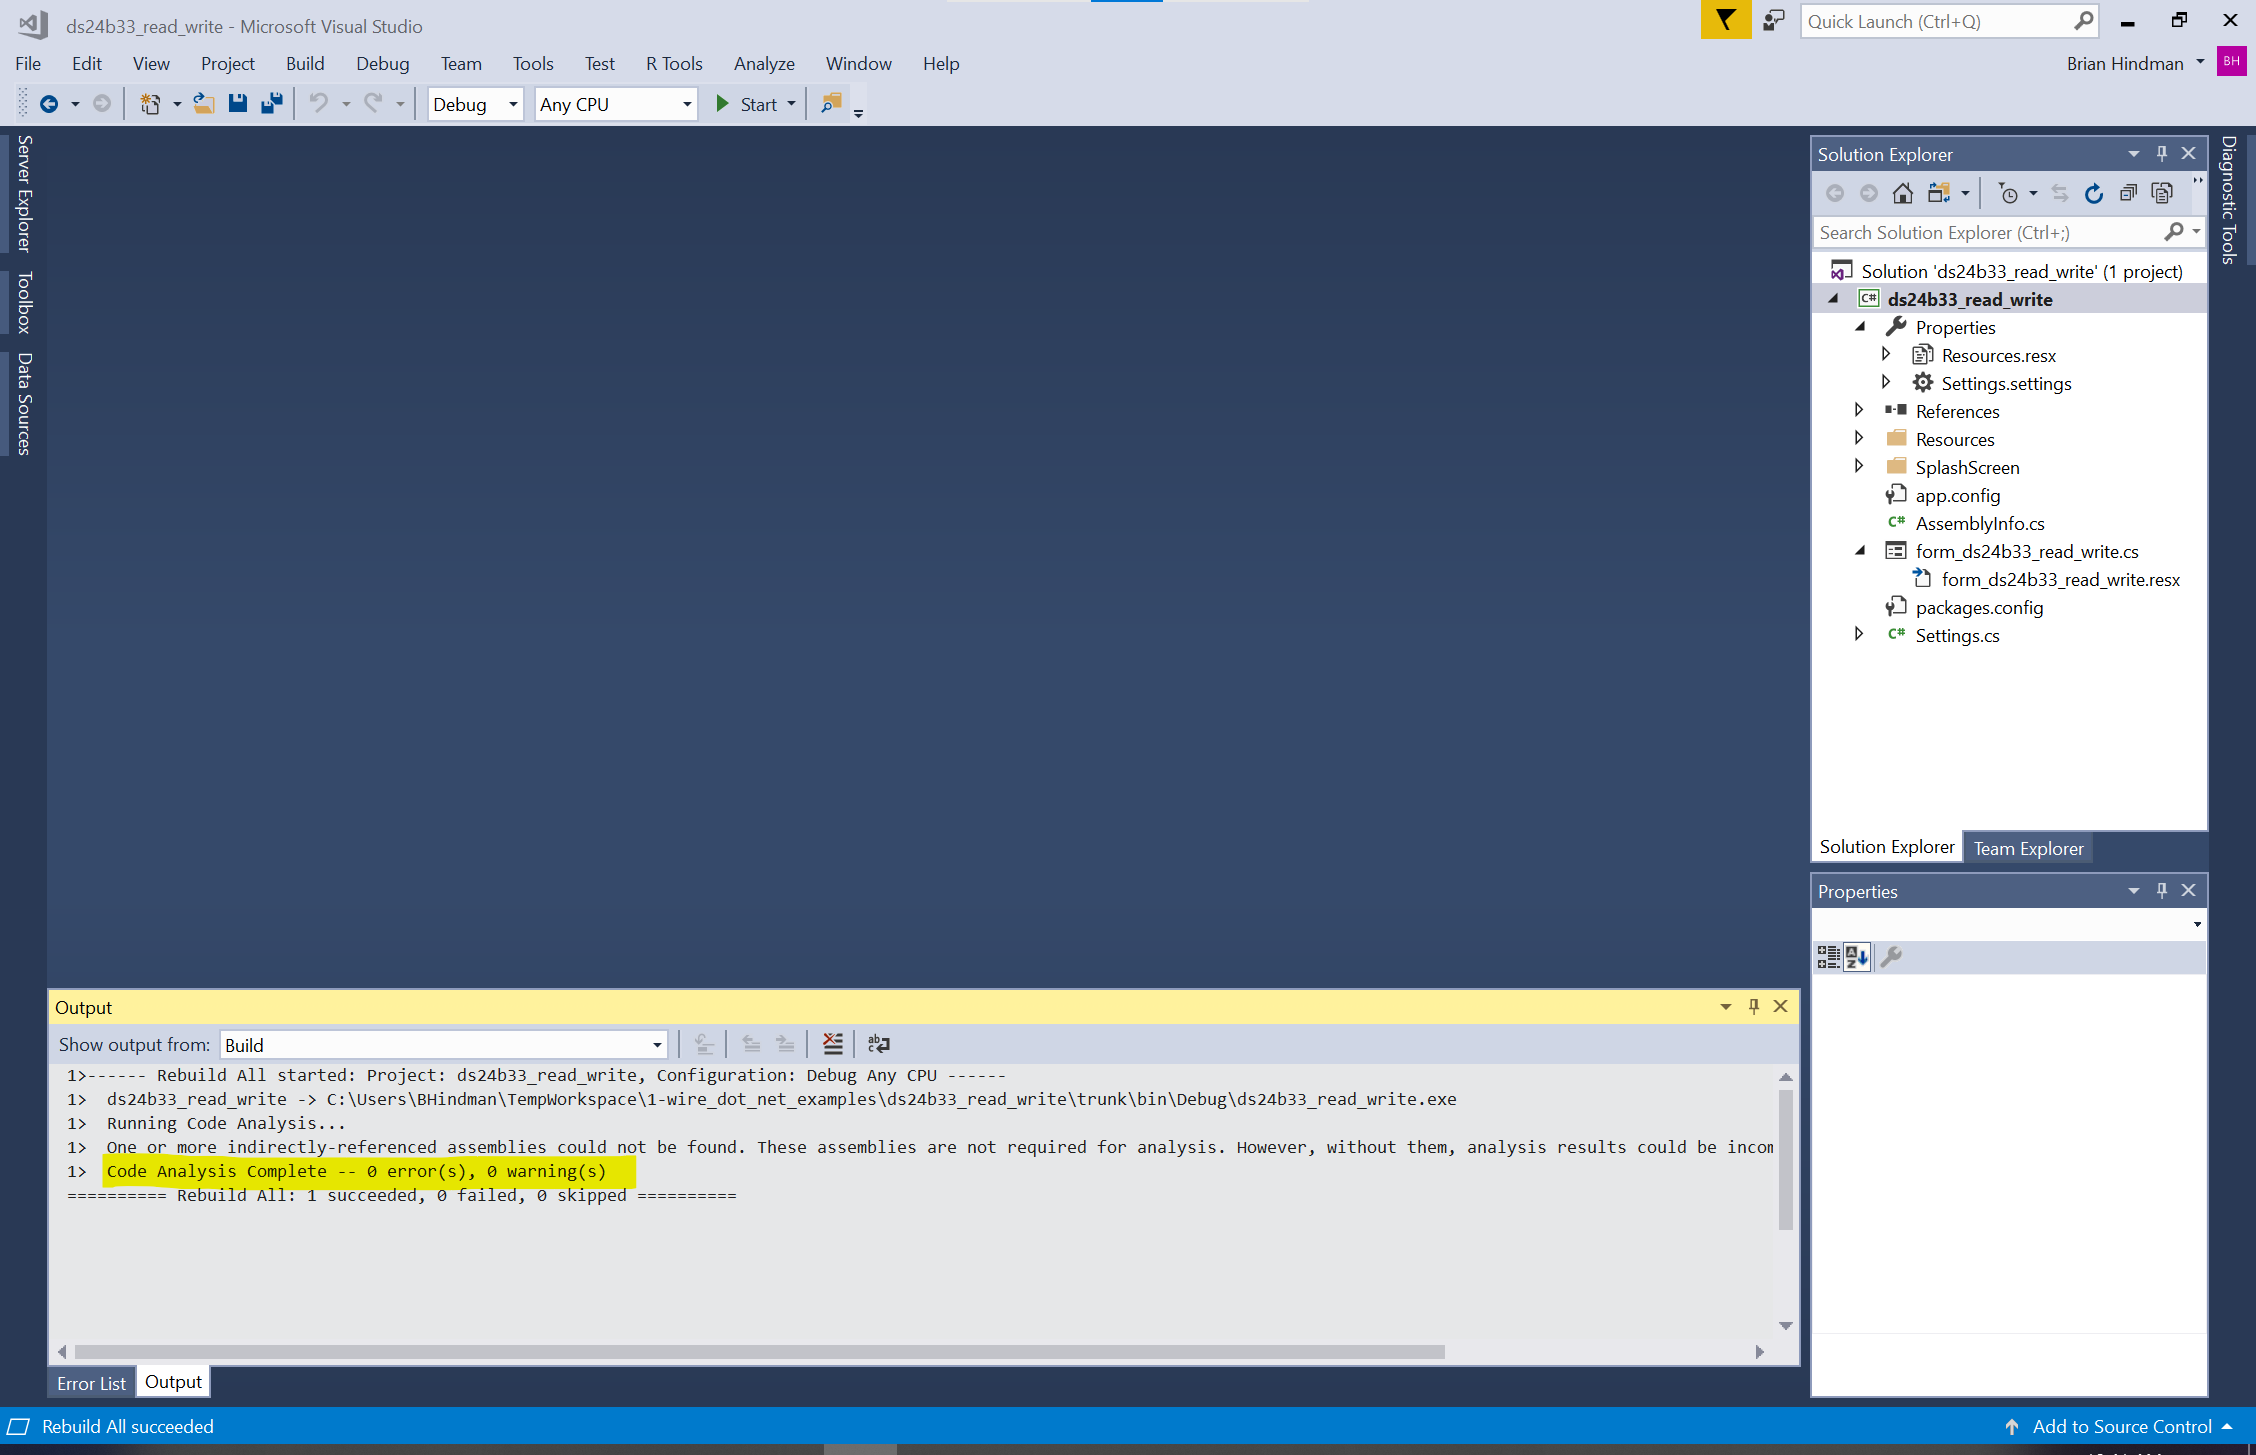 ds24b33_read_write - Microsoft Visual Studio
Quick Launch (Ctrl+Q)
File Edit View Project Build Debug Team Tools Test R Tools Analyze Window Help
Brian Hindman BH
Debug Any CPU Start
Server Explorer
Toolbox
Data Sources
Solution Explorer
Search Solution Explorer (Ctrl+;)
Solution 'ds24b33_read_write' (1 project)
C# ds24b33_read_write
Properties
Resources.resx
Settings.settings
References
Resources
SplashScreen
app.config
C# AssemblyInfo.cs
form_ds24b33_read_write.cs
form_ds24b33_read_write.resx
packages.config
C# Settings.cs
Solution Explorer Team Explorer
Diagnostic Tools
Properties
Output
Show output from: Build
1>------ Rebuild All started: Project: ds24b33_read_write, Configuration: Debug Any CPU ------
1>  ds24b33_read_write -> C:\Users\BHindman\TempWorkspace\1-wire_dot_net_examples\ds24b33_read_write\trunk\bin\Debug\ds24b33_read_write.exe
1>  Running Code Analysis...
1>  One or more indirectly-referenced assemblies could not be found. These assemblies are not required for analysis. However, without them, analysis results could be incom
1>  Code Analysis Complete -- 0 error(s), 0 warning(s)
========== Rebuild All: 1 succeeded, 0 failed, 0 skipped ==========
Error List Output
Rebuild All succeeded
Add to Source Control